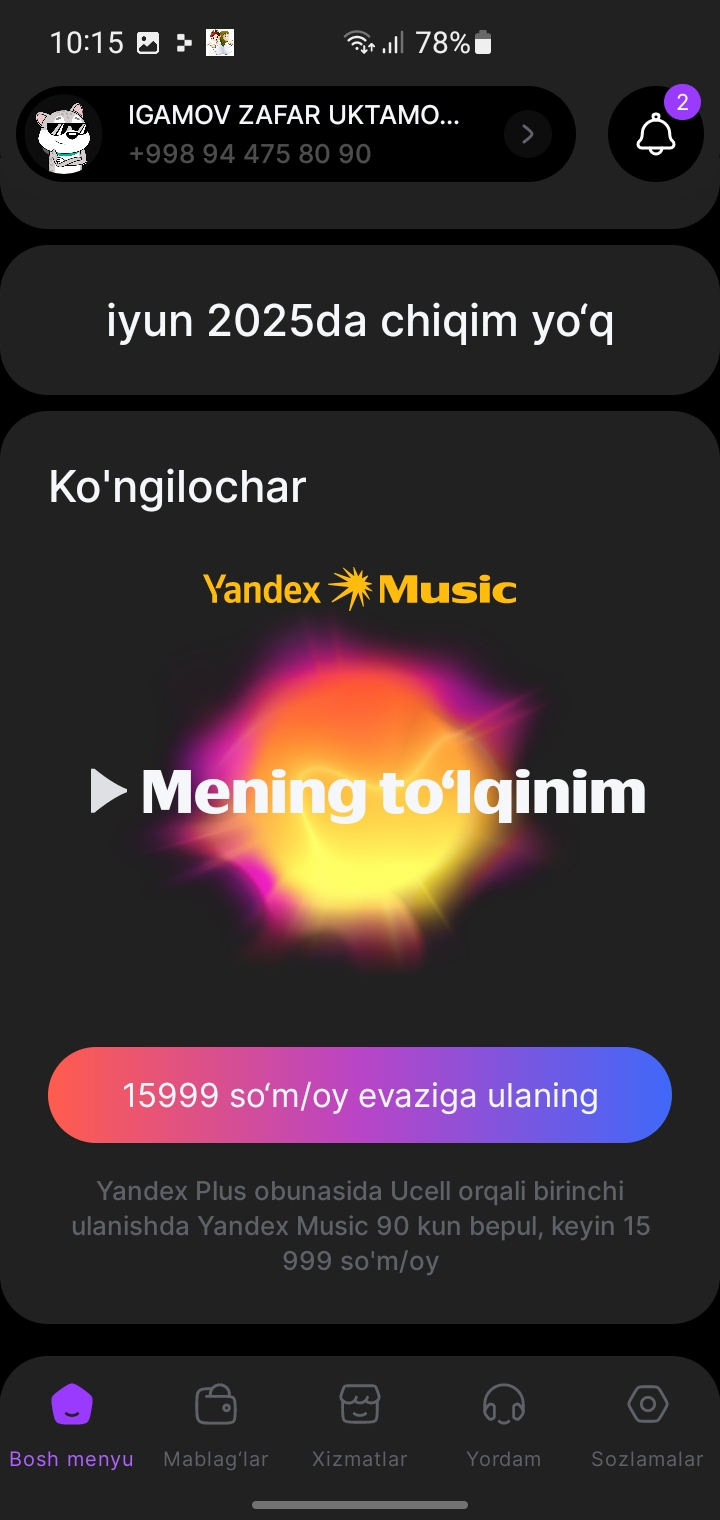 10:15
78%
IGAMOV ZAFAR UKTAMO...
+998 94 475 80 90
2
iyun 2025da chiqim yo‘q
Ko'ngilochar
Yandex Music
Mening to‘lqinim
15999 so‘m/oy evaziga ulaning
Yandex Plus obunasida Ucell orqali birinchi
ulanishda Yandex Music 90 kun bepul, keyin 15
999 so'm/oy
Bosh menyu Mablag‘lar Xizmatlar Yordam Sozlamalar